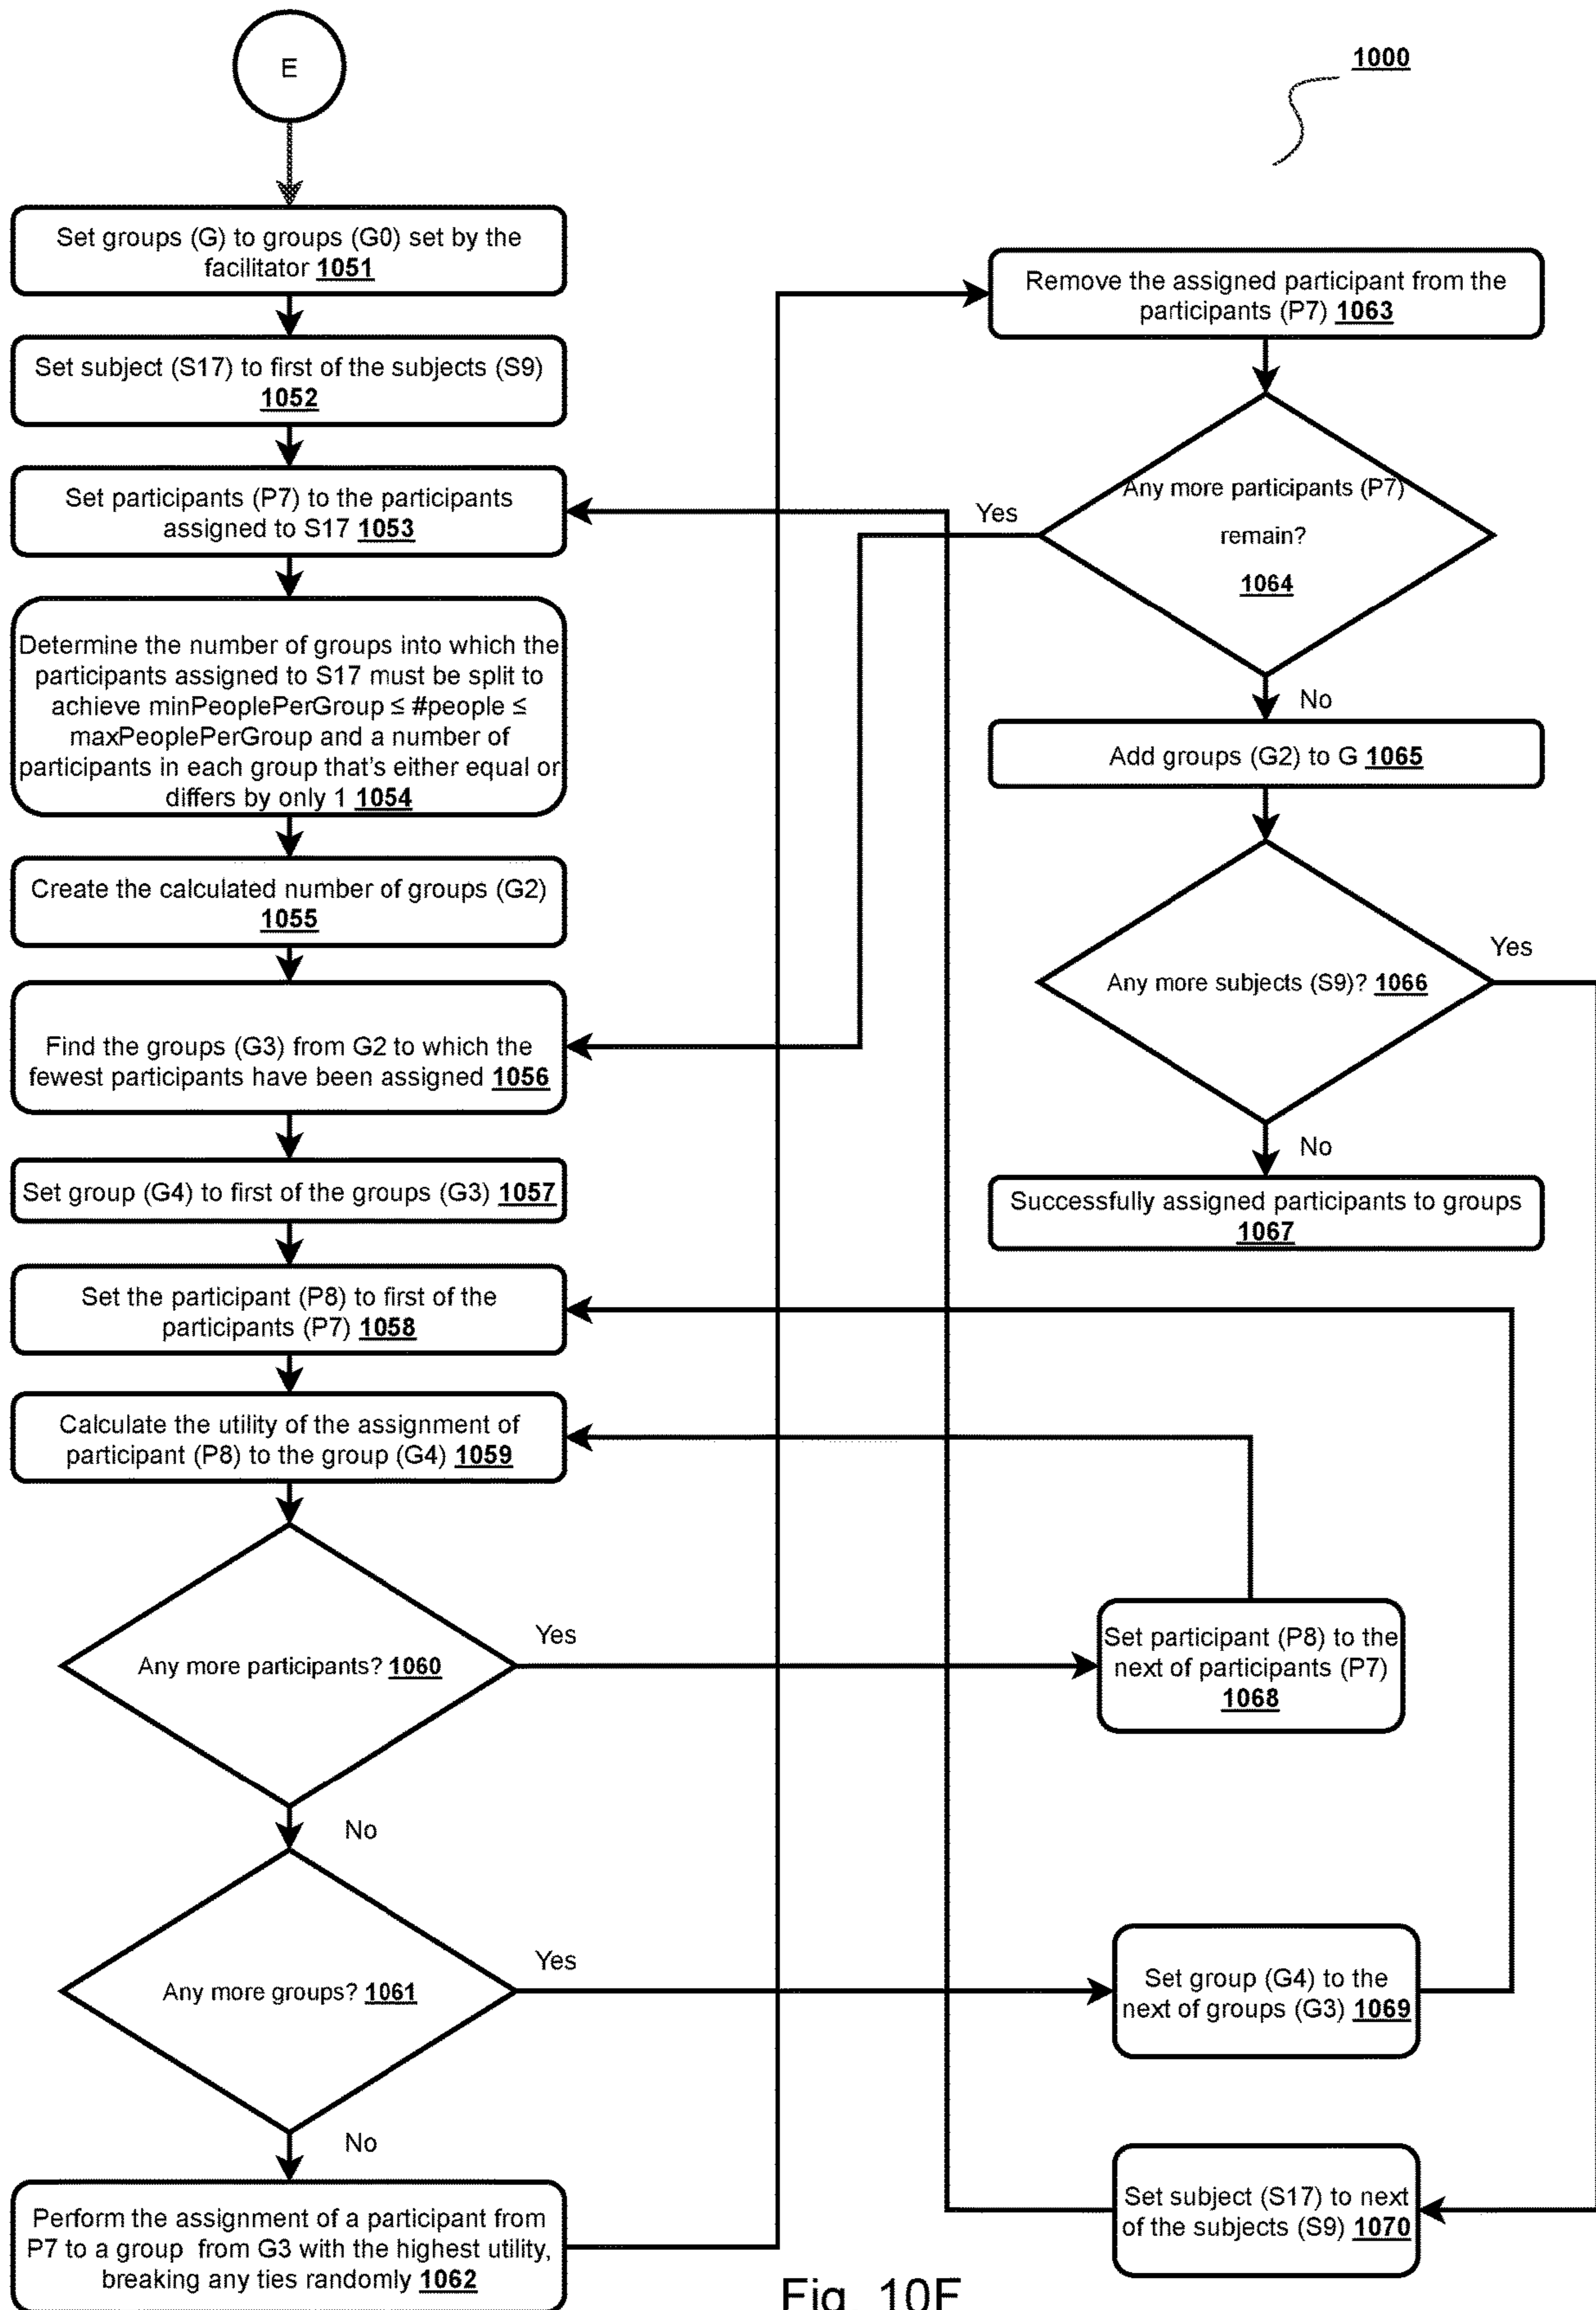 E
1000
Set groups (G) to groups (G0) set by the
facilitator 1051
Set subject (S17) to first of the subjects (S9)
1052
Set participants (P7) to the participants
assigned to S17 1053
Determine the number of groups into which the
participants assigned to S17 must be split to
achieve minPeoplePerGroup ≤ #people ≤
maxPeoplePerGroup and a number of
participants in each group that's either equal or
differs by only 1 1054
Create the calculated number of groups (G2)
1055
Find the groups (G3) from G2 to which the
fewest participants have been assigned 1056
Set group (G4) to first of the groups (G3) 1057
Set the participant (P8) to first of the
participants (P7) 1058
Calculate the utility of the assignment of
participant (P8) to the group (G4) 1059
Any more participants? 1060
Yes
No
Any more groups? 1061
Yes
No
Perform the assignment of a participant from
P7 to a group from G3 with the highest utility,
breaking any ties randomly 1062
Remove the assigned participant from the
participants (P7) 1063
Any more participants (P7)
remain?
1064
Yes
No
Add groups (G2) to G 1065
Any more subjects (S9)? 1066
Yes
No
Successfully assigned participants to groups
1067
Set participant (P8) to the
next of participants (P7)
1068
Set group (G4) to the
next of groups (G3) 1069
Set subject (S17) to next
of the subjects (S9) 1070
Fig. 10F